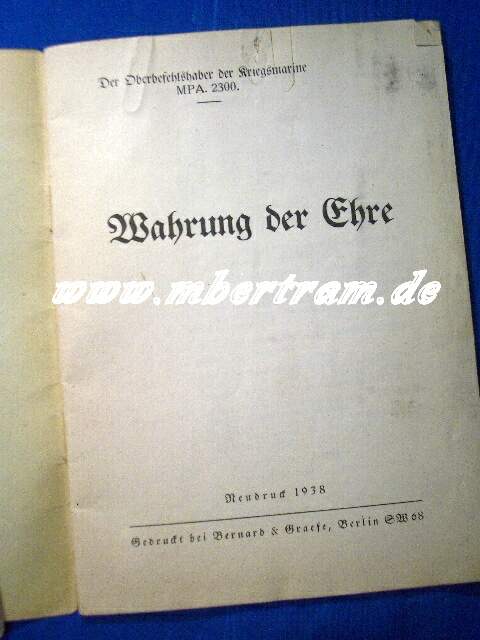 Der Oberbefehlshaber der Kriegsmarine
MPA. 2300.
Wahrung der Ehre
www.mbertram.de
Neudruck 1938
Gedruckt bei Bernard & Graefe, Berlin SW 68